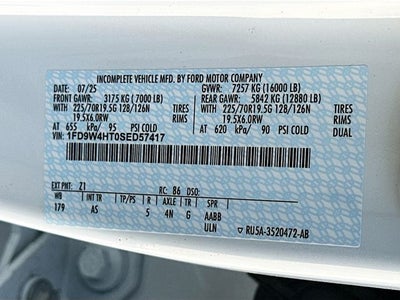 INCOMPLETE VEHICLE MFD. BY FORD MOTOR COMPANY
DATE: 07/25 GVWR: 7257 KG (16000 LB)
FRONT GAWR: 3175 KG ( 7000 LB) REAR GAWR: 5842 KG (12880 LB)
WITH 225/70R19.5G 128/126N TIRES WITH 225/70R19.5G 128/126N TIRES
19.5X6.0RW RIMS 19.5X6.0RW RIMS
AT 655 kPa/ 95 PSI COLD AT 620 kPa/ 90 PSI COLD DUAL
VIN: 1FD9W4HT0SED57417
EXT PNT: Z1 RC: 86 DSO:
WB INT TR TP/PS R AX TR SPR
179 AS 5 4N G AABB
ULN RU5A-3520472-AB